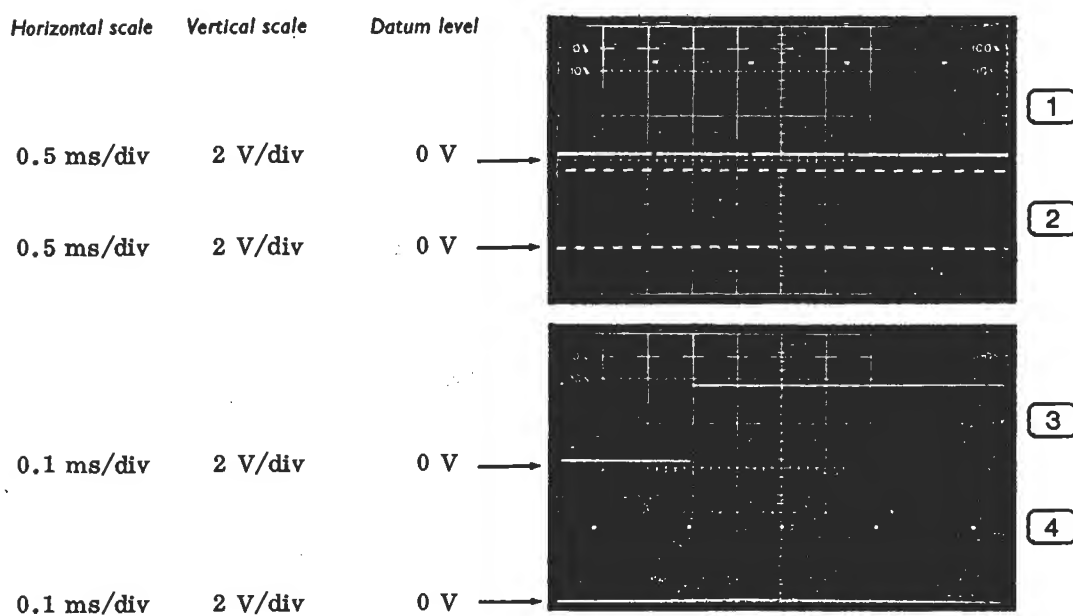 Horizontal scale Vertical scale Datum level
100%
1
0.5 ms/div 2 V/div 0 V
2
0.5 ms/div 2 V/div 0 V
3
0.1 ms/div 2 V/div 0 V
4
0.1 ms/div 2 V/div 0 V